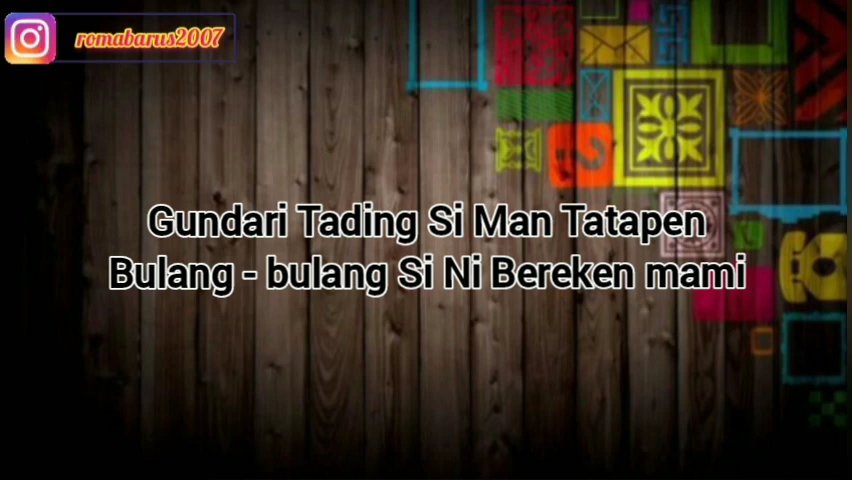 romabarus2007
Gundari Tading Si Man Tatapen
Bulang - bulang Si Ni Bereken mami